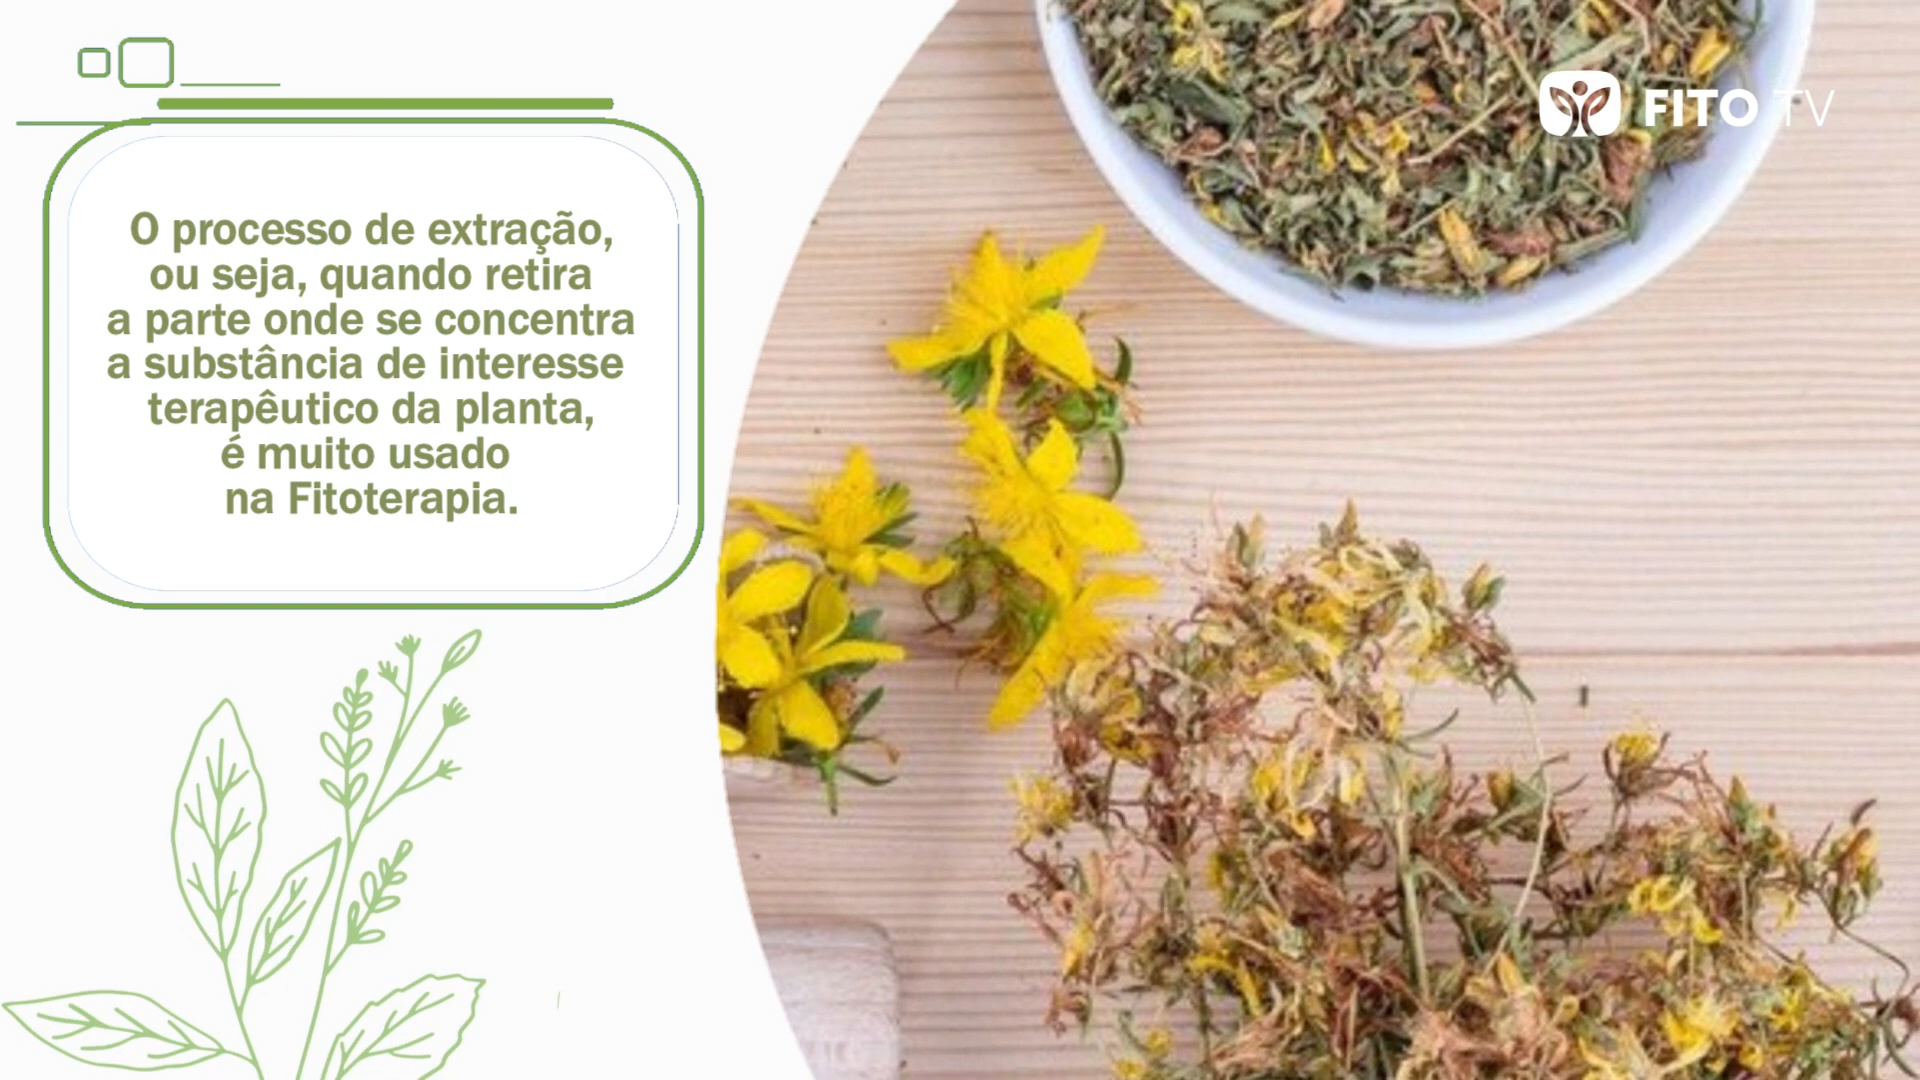 FITO TV
O processo de extração,
ou seja, quando retira
a parte onde se concentra
a substância de interesse
terapêutico da planta,
é muito usado
na Fitoterapia.